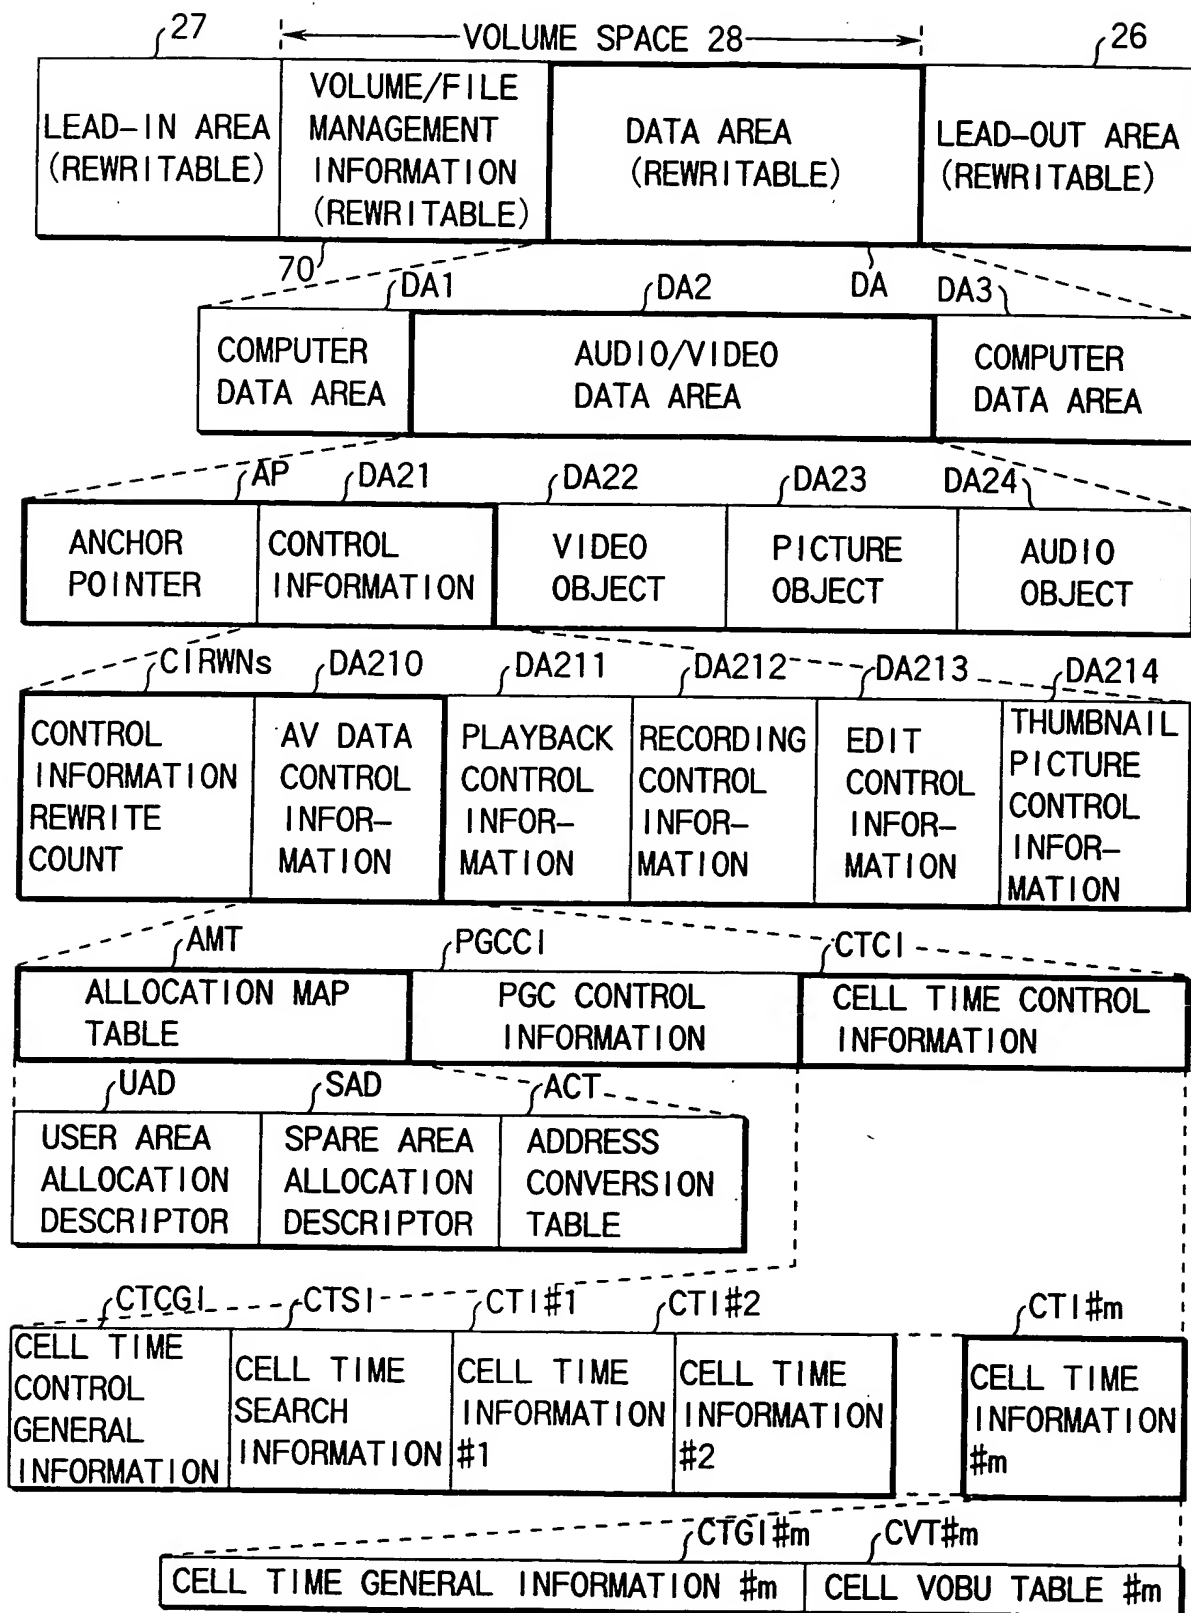 27
VOLUME SPACE 28
26
LEAD-IN AREA
(REWRITABLE)
VOLUME/FILE
MANAGEMENT
INFORMATION
(REWRITABLE)
DATA AREA
(REWRITABLE)
LEAD-OUT AREA
(REWRITABLE)
70
DA
DA1
DA2
DA3
COMPUTER
DATA AREA
AUDIO/VIDEO
DATA AREA
COMPUTER
DATA AREA
AP
DA21
DA22
DA23
DA24
ANCHOR
POINTER
CONTROL
INFORMATION
VIDEO
OBJECT
PICTURE
OBJECT
AUDIO
OBJECT
CIRWNs
DA210
DA211
DA212
DA213
DA214
CONTROL
INFORMATION
REWRITE
COUNT
AV DATA
CONTROL
INFOR-
MATION
PLAYBACK
CONTROL
INFOR-
MATION
RECORDING
CONTROL
INFOR-
MATION
EDIT
CONTROL
INFOR-
MATION
THUMBNAIL
PICTURE
CONTROL
INFOR-
MATION
AMT
PGCCI
CTCI
ALLOCATION MAP
TABLE
PGC CONTROL
INFORMATION
CELL TIME CONTROL
INFORMATION
UAD
SAD
ACT
USER AREA
ALLOCATION
DESCRIPTOR
SPARE AREA
ALLOCATION
DESCRIPTOR
ADDRESS
CONVERSION
TABLE
CTCGI
CTSI
CTI#1
CTI#2
CTI#m
CELL TIME
CONTROL
GENERAL
INFORMATION
CELL TIME
SEARCH
INFORMATION
CELL TIME
INFORMATION
#1
CELL TIME
INFORMATION
#2
CELL TIME
INFORMATION
#m
CTGI#m
CVT#m
CELL TIME GENERAL INFORMATION #m
CELL VOBU TABLE #m